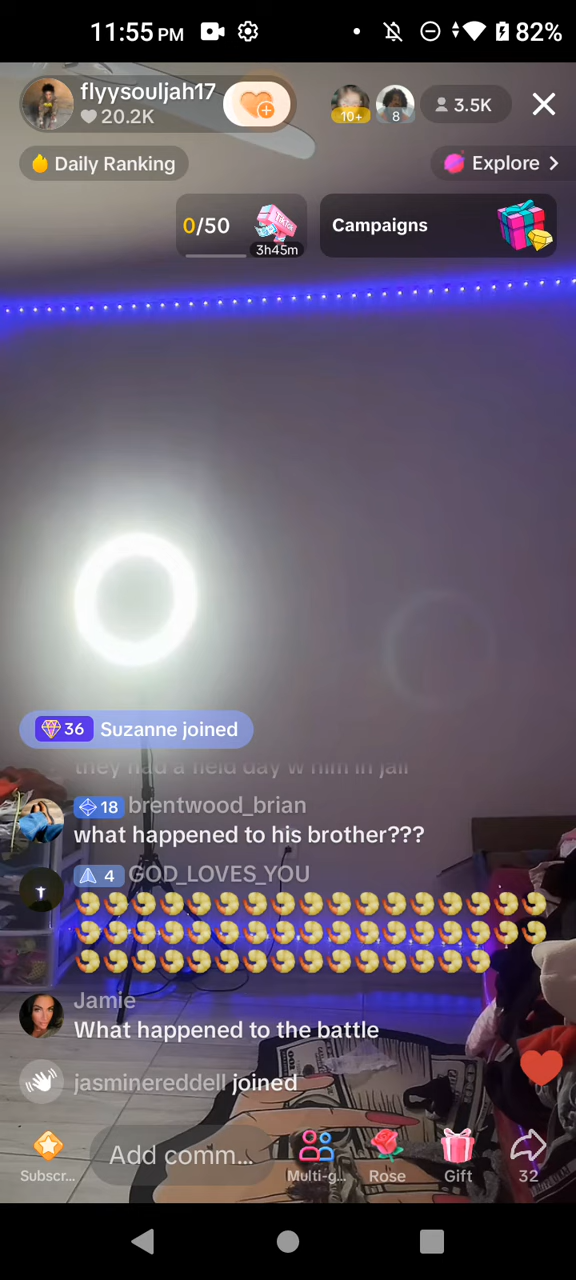 11:55 PM
82%
flyysouljah17
20.2K
10+
8
3.5K
Daily Ranking
Explore >
0/50
TikTok
3h45m
Campaigns
36 Suzanne joined
they had a field day w him in jail
18 brentwood_brian
what happened to his brother???
4 GOD_LOVES_YOU
Jamie
What happened to the battle
jasminereddell joined
Subscr...
Add comm...
Multi-g...
Rose
Gift
32